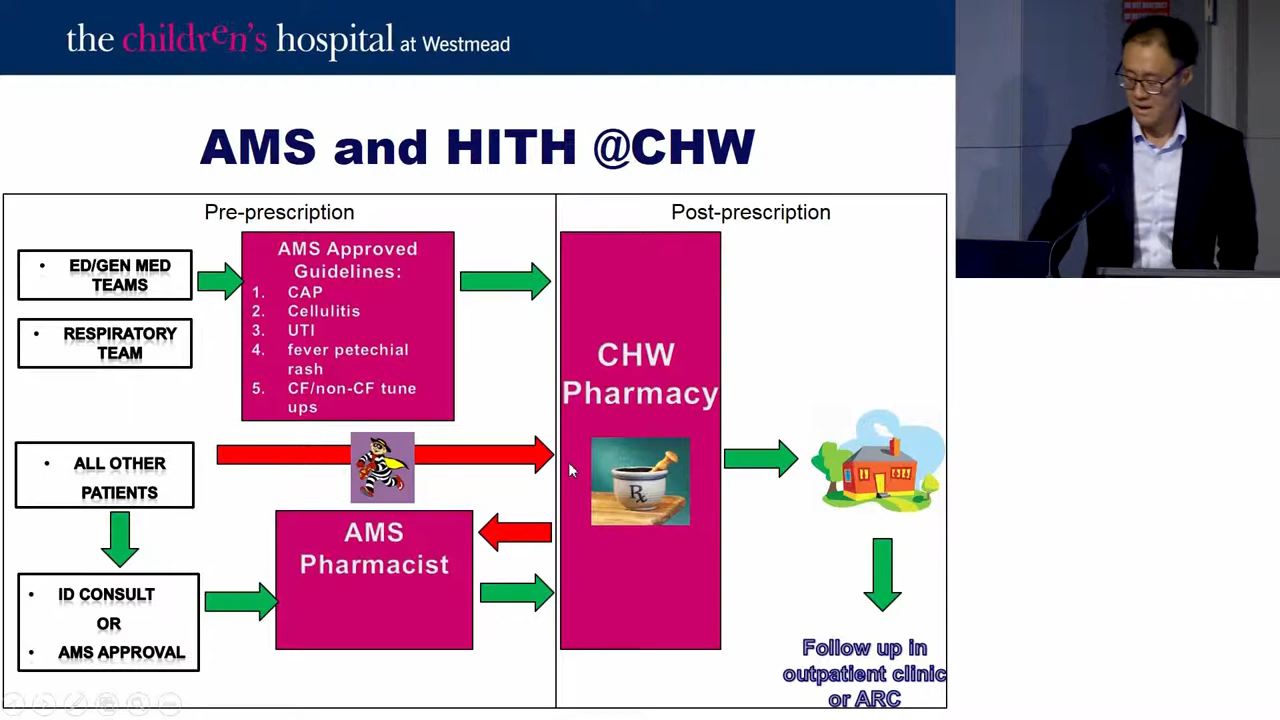 the children's hospital at Westmead
AMS and HITH @CHW
Pre-prescription
Post-prescription
• ED/GEN MED
TEAMS
• RESPIRATORY
TEAM
AMS Approved
Guidelines:
1. CAP
2. Cellulitis
3. UTI
4. fever petechial
rash
5. CF/non-CF tune
ups
CHW
Pharmacy
Rx
• ALL OTHER
PATIENTS
AMS
Pharmacist
• ID CONSULT
OR
• AMS APPROVAL
Follow up in
outpatient clinic
or ARC